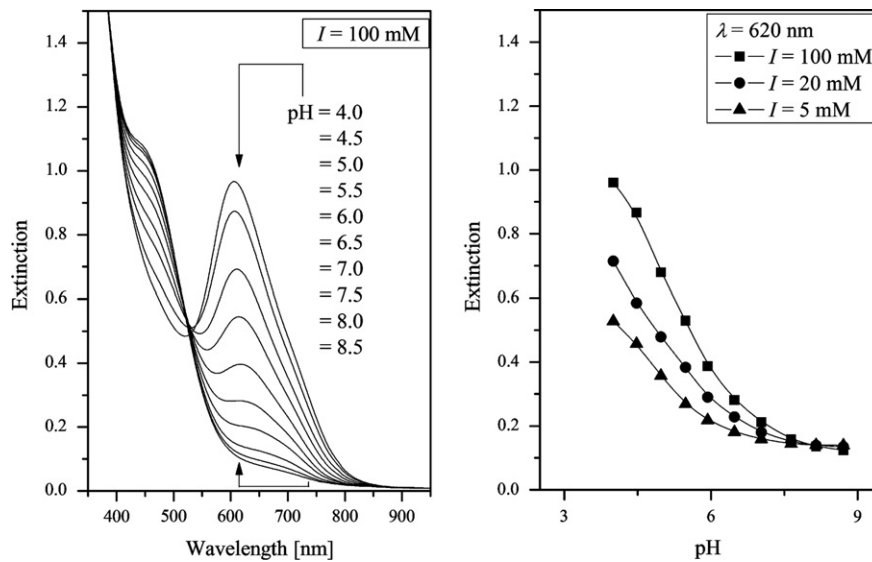 I = 100 mM
pH = 4.0
= 4.5
= 5.0
= 5.5
= 6.0
= 6.5
= 7.0
= 7.5
= 8.0
= 8.5
1.4
1.2
1.0
0.8
0.6
0.4
0.2
0.0
Extinction
400 500 600 700 800 900
Wavelength [nm]
λ = 620 nm
I = 100 mM
I = 20 mM
I = 5 mM
1.4
1.2
1.0
0.8
0.6
0.4
0.2
0.0
Extinction
3 6 9
pH